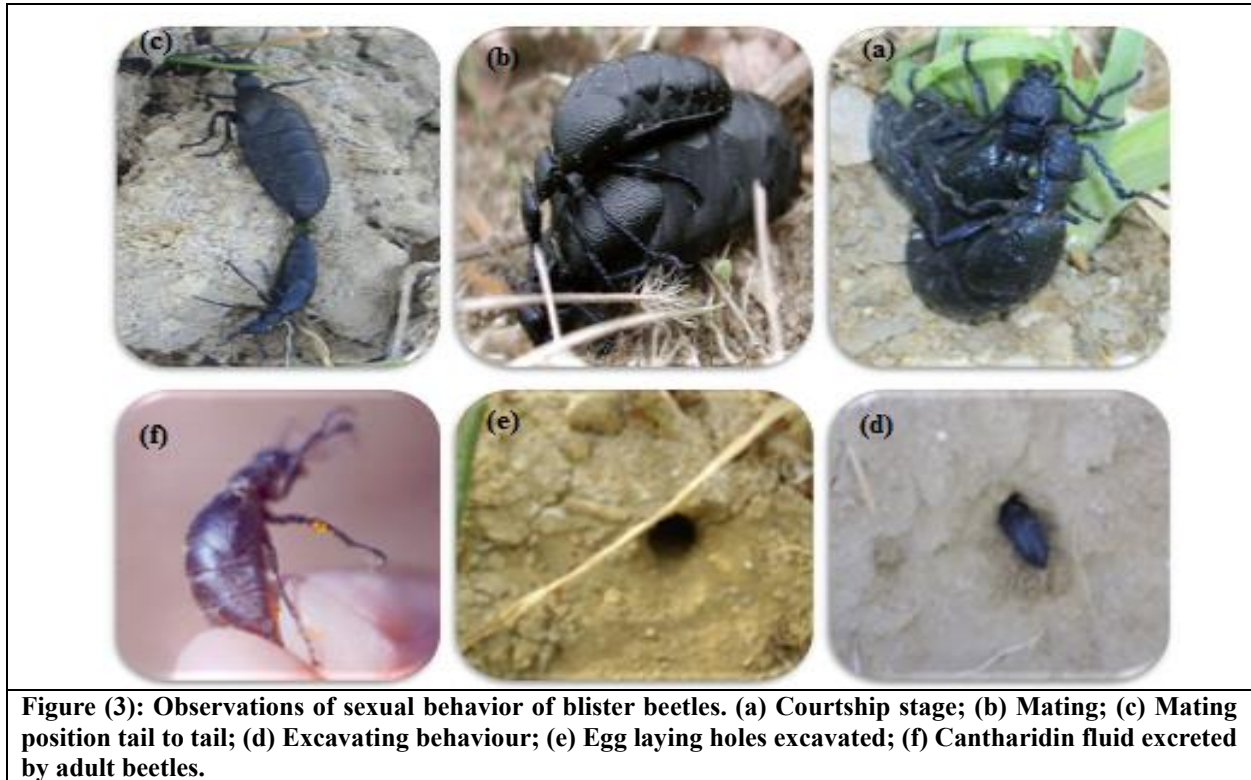 (c)
(b)
(a)
(f)
(e)
(d)
Figure (3): Observations of sexual behavior of blister beetles. (a) Courtship stage; (b) Mating; (c) Mating
position tail to tail; (d) Excavating behaviour; (e) Egg laying holes excavated; (f) Cantharidin fluid excreted
by adult beetles.